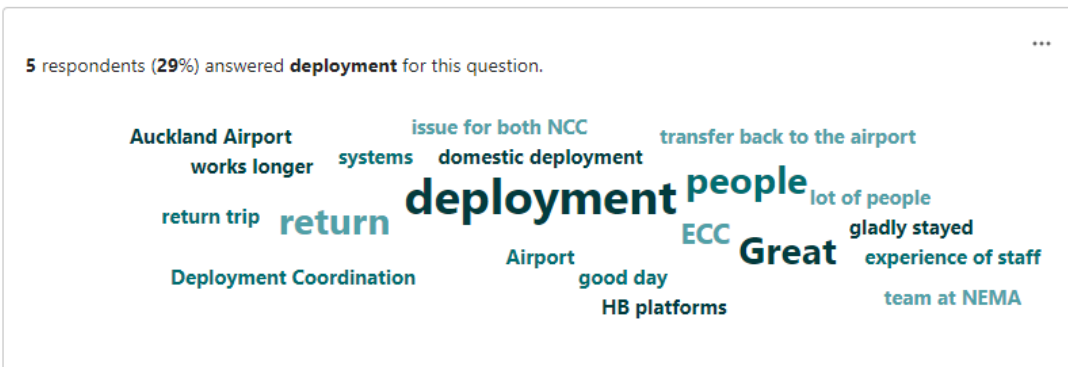 ...
5 respondents (29%) answered deployment for this question.
issue for both NCC
Auckland Airport
transfer back to the airport
works longer
systems
domestic deployment
deployment
people
lot of people
return trip
return
ECC
Great
gladly stayed
Airport
experience of staff
Deployment Coordination
good day
HB platforms
team at NEMA